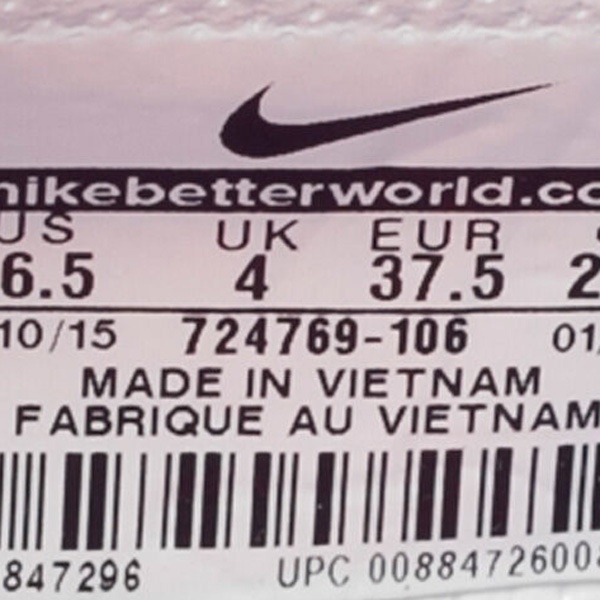 nikebetterworld.co
US UK EUR
6.5 4 37.5 2
10/15 724769-106 01/
MADE IN VIETNAM
FABRIQUE AU VIETNAM
847296 UPC 00884726008